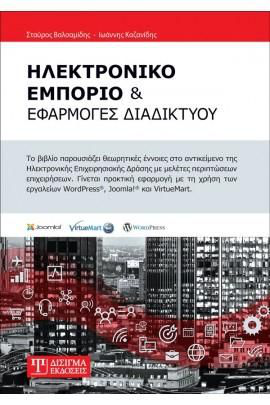 Σταύρος Βαλσαμίδης - Ιωάννης Καζανίδης
ΗΛΕΚΤΡΟΝΙΚΟ
ΕΜΠΟΡΙΟ &
ΕΦΑΡΜΟΓΕΣ ΔΙΑΔΙΚΤΥΟΥ
Το βιβλίο παρουσιάζει θεωρητικές έννοιες στο αντικείμενο της
Ηλεκτρονικής Επιχειρησιακής Δράσης με μελέτες περιπτώσεων
επιχειρήσεων. Γίνεται πρακτική εφαρμογή με τη χρήση των
εργαλείων WordPress®, Joomla!® και VirtueMart.
Joomla! VirtueMart WORDPRESS
ΔΙΣΙΓΜΑ
ΕΚΔΟΣΕΙΣ